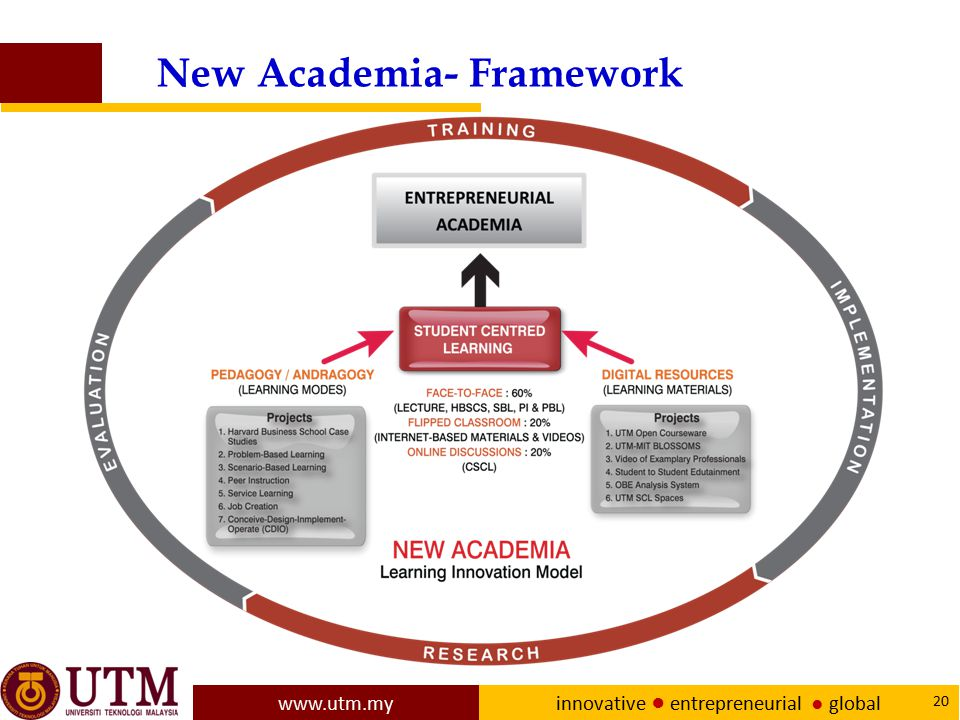 New Academia- Framework
TRAINING
ENTREPRENEURIAL
ACADEMIA
IMPLEMENTATION
EVALUATION
STUDENT CENTRED
LEARNING
PEDAGOGY / ANDRAGOGY
(LEARNING MODES)
Projects
1. Harvard Business School Case
Studies
2. Problem-Based Learning
3. Scenario-Based Learning
4. Peer Instruction
5. Service Learning
6. Job Creation
7. Conceive-Design-Inmplement-
Operate (CDIO)
FACE-TO-FACE : 60%
(LECTURE, HBSCS, SBL, PI & PBL)
FLIPPED CLASSROOM : 20%
(INTERNET-BASED MATERIALS & VIDEOS)
ONLINE DISCUSSIONS : 20%
(CSCL)
DIGITAL RESOURCES
(LEARNING MATERIALS)
Projects
1. UTM Open Courseware
2. UTM-MIT BLOSSOMS
3. Video of Examplary Professionals
4. Student to Student Edutainment
5. OBE Analysis System
6. UTM SCL Spaces
NEW ACADEMIA
Learning Innovation Model
RESEARCH
UTM
UNIVERSITI TEKNOLOGI MALAYSIA
www.utm.my
innovative ● entrepreneurial ● global
20